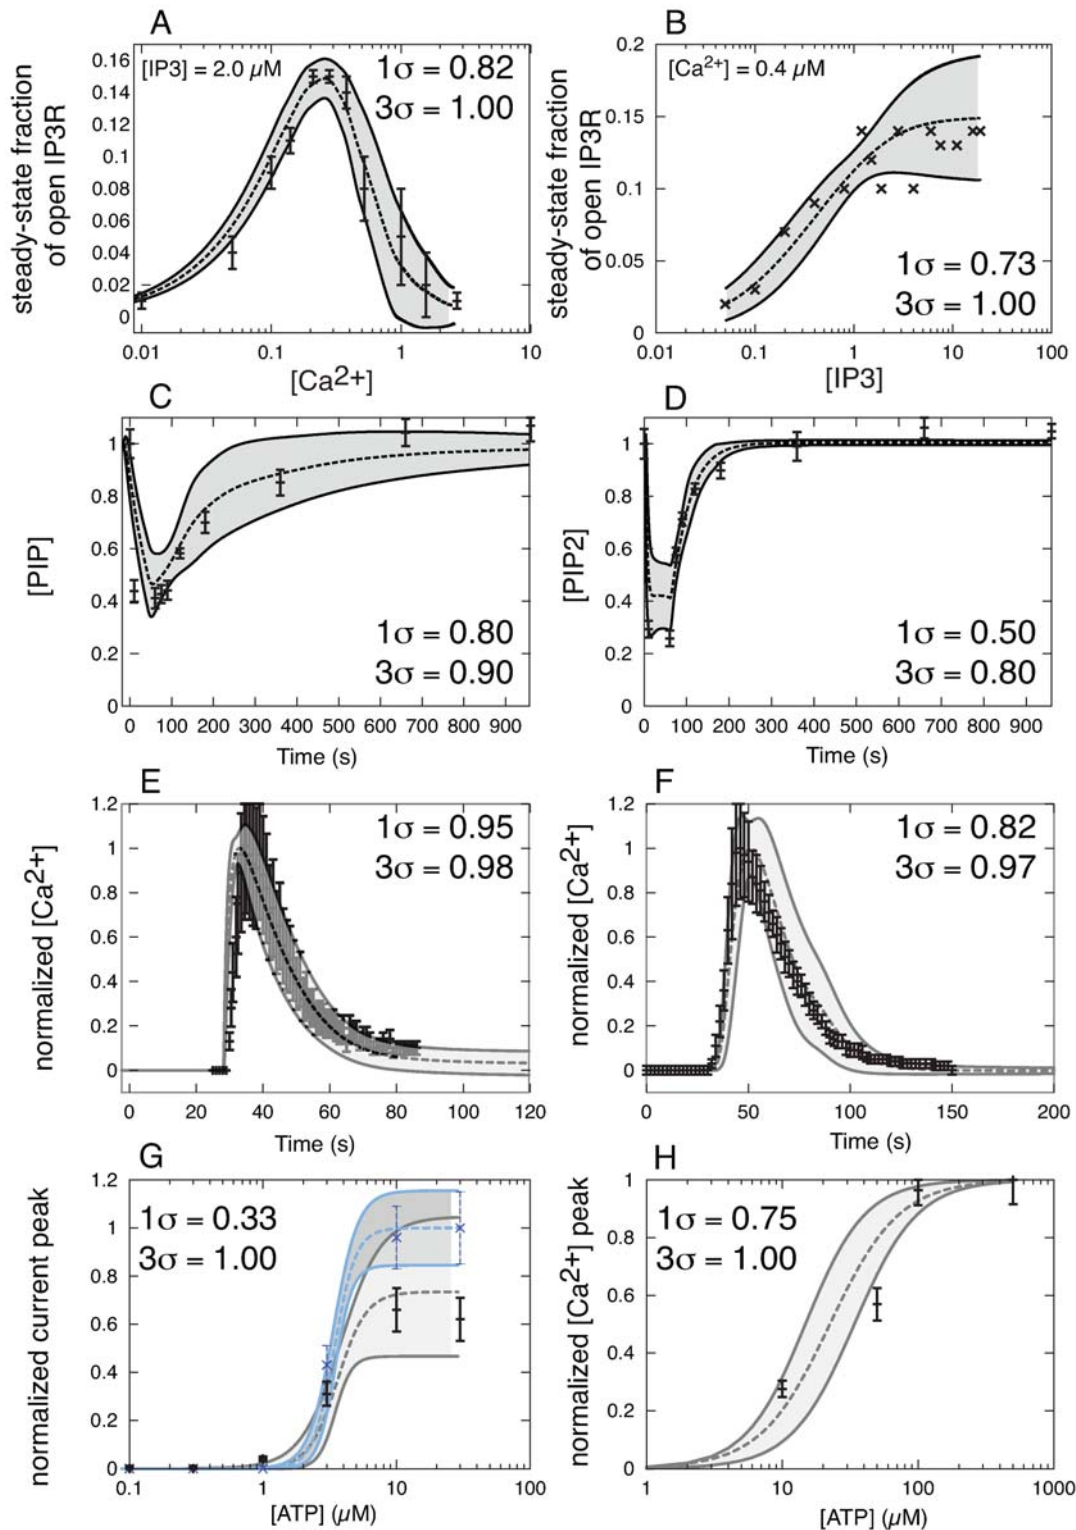 A
steady-state fraction
of open IP3R
0.16
0.14
0.12
0.1
0.08
0.06
0.04
0.02
0
[IP3] = 2.0 µM
1σ = 0.82
3σ = 1.00
0.01
0.1
1
10
[Ca2+]
B
steady-state fraction
of open IP3R
0.2
0.15
0.1
0.05
0
[Ca2+] = 0.4 µM
1σ = 0.73
3σ = 1.00
0.01
0.1
1
10
100
[IP3]
C
[PIP]
1
0.8
0.6
0.4
0.2
0
1σ = 0.80
3σ = 0.90
0 100 200 300 400 500 600 700 800 900
Time (s)
D
[PIP2]
1
0.8
0.6
0.4
0.2
0
1σ = 0.50
3σ = 0.80
0 100 200 300 400 500 600 700 800 900
Time (s)
E
normalized [Ca2+]
1.2
1
0.8
0.6
0.4
0.2
0
1σ = 0.95
3σ = 0.98
0 20 40 60 80 100 120
Time (s)
F
normalized [Ca2+]
1.2
1
0.8
0.6
0.4
0.2
0
1σ = 0.82
3σ = 0.97
0 50 100 150 200
Time (s)
G
normalized current peak
1.2
1
0.8
0.6
0.4
0.2
0
1σ = 0.33
3σ = 1.00
0.1 1 10 100
[ATP] (µM)
H
normalized [Ca2+] peak
1
0.8
0.6
0.4
0.2
0
1σ = 0.75
3σ = 1.00
1 10 100 1000
[ATP] (µM)